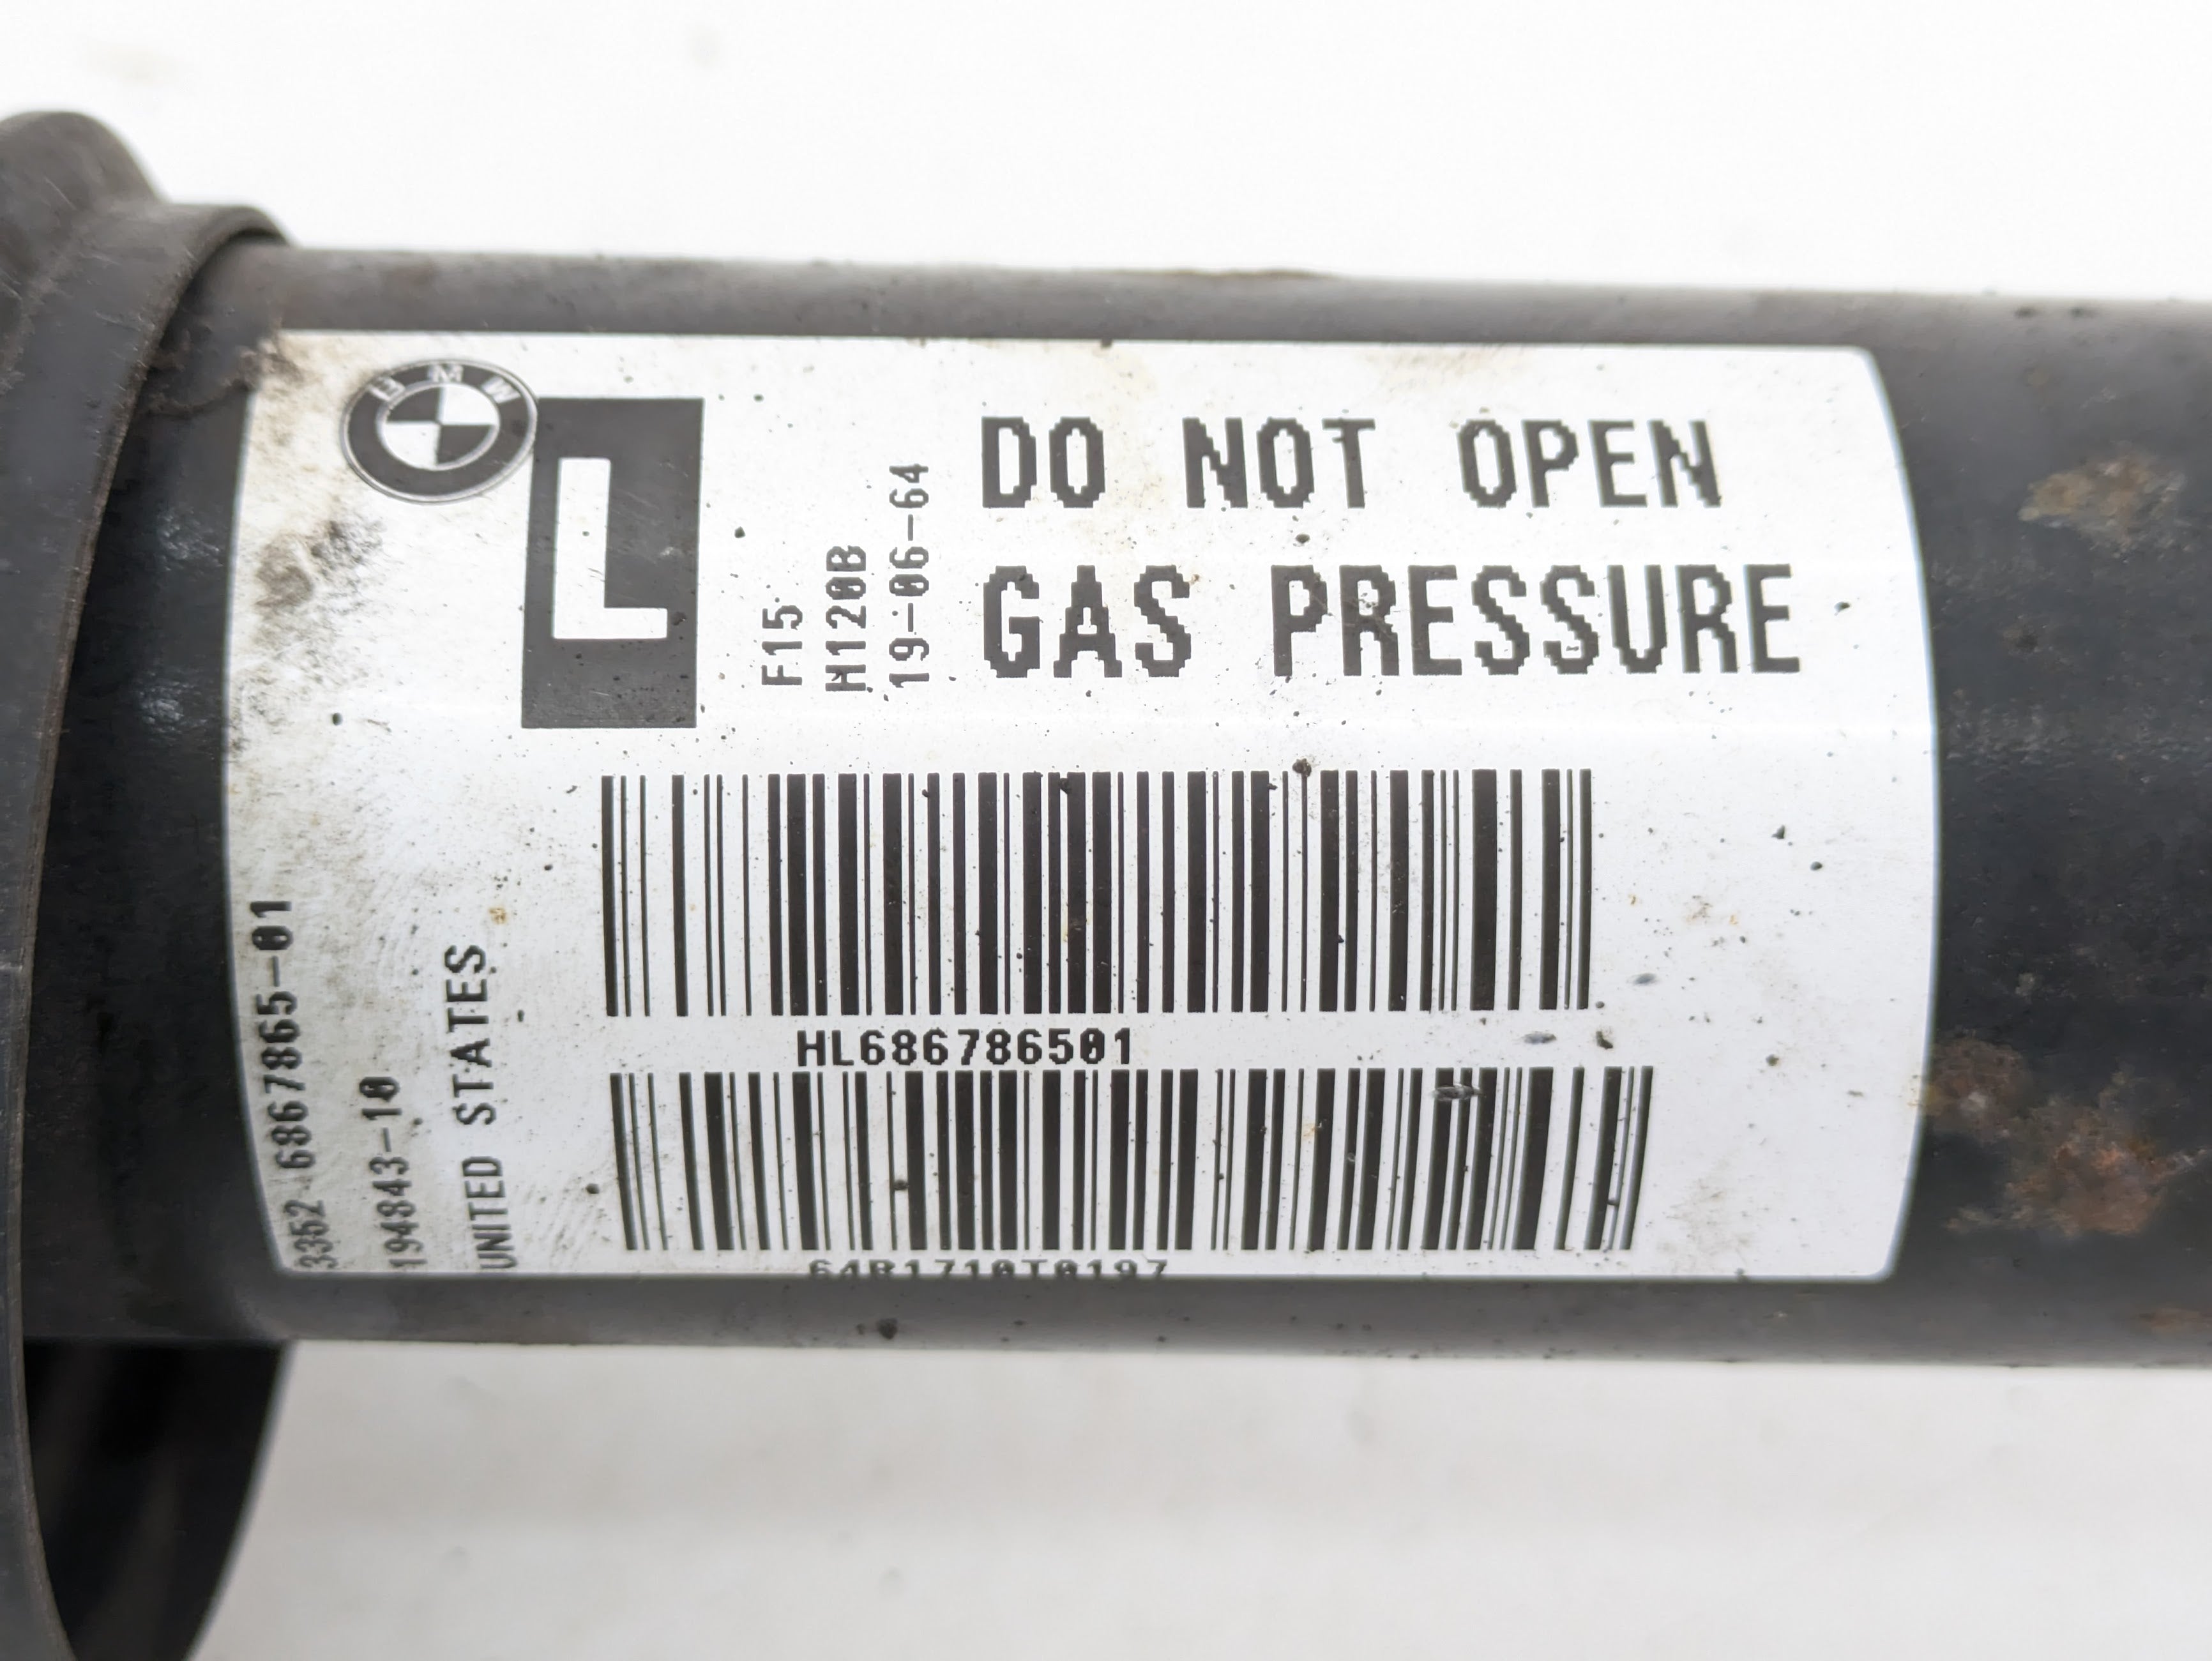 BMW
L
F15
H120B
19-06-64
DO NOT OPEN
GAS PRESSURE
HL686786501
64R1710T0197
3352 6867865-01
194843-10
UNITED STATES